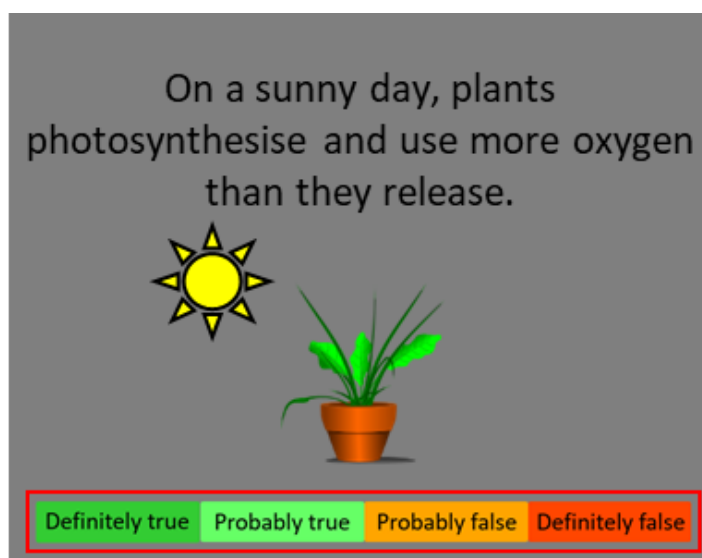 On a sunny day, plants
photosynthesise and use more oxygen
than they release.
Definitely true Probably true Probably false Definitely false